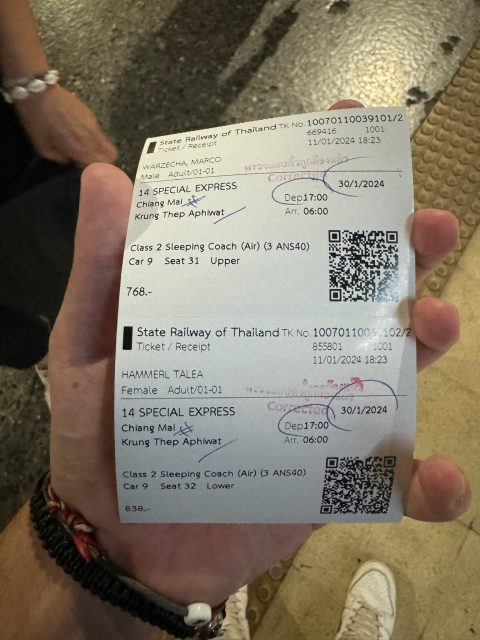 State Railway of Thailand TK No. 10070110039101/2
Ticket / Receipt 669416 1001
11/01/2024 18:23
WARZECHA, MARCO
Male Adult/01-01
Corrected
14 SPECIAL EXPRESS 30/1/2024
Chiang Mai Dep17:00
Krung Thep Aphiwat Arr. 06:00
Class 2 Sleeping Coach (Air) (3 ANS40)
Car 9 Seat 31 Upper
768.-
State Railway of Thailand TK No.
Ticket / Receipt 855801 1001
11/01/2024 18:23
HAMMERL TALEA
Female Adult/01-01
Corrected
14 SPECIAL EXPRESS 30/1/2024
Chiang Mai Dep17:00
Krung Thep Aphiwat Arr. 06:00
Class 2 Sleeping Coach (Air) (3 ANS40)
Car 9 Seat 32 Lower
838.-